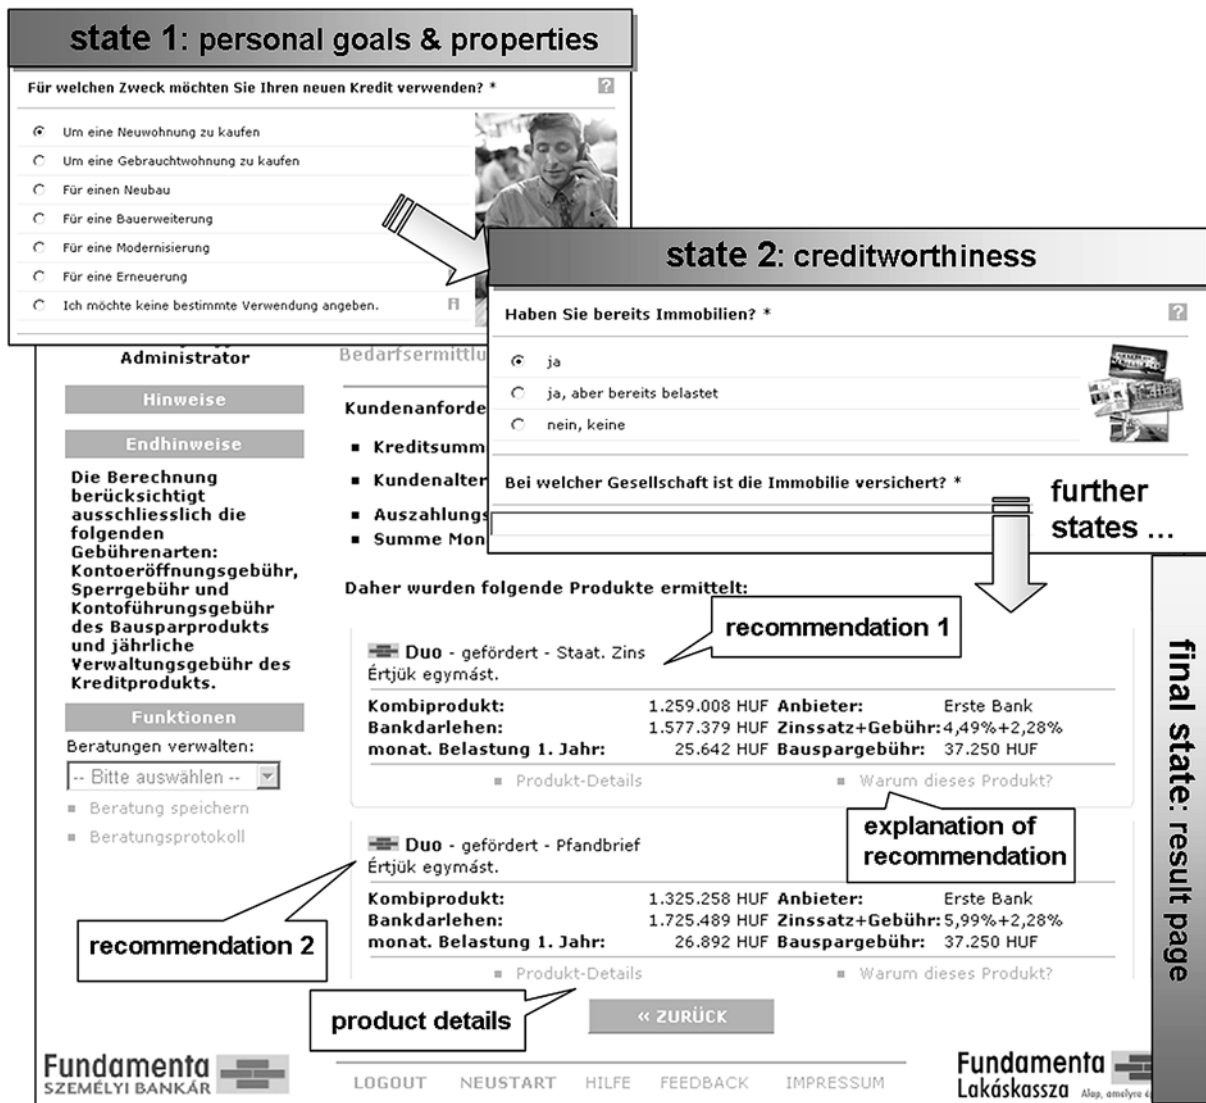 state 1: personal goals & properties
Für welchen Zweck möchten Sie Ihren neuen Kredit verwenden? *
?
Um eine Neuwohnung zu kaufen
Um eine Gebrauchtwohnung zu kaufen
Für einen Neubau
Für eine Bauerweiterung
Für eine Modernisierung
Für eine Erneuerung
Ich möchte keine bestimmte Verwendung angeben.
state 2: creditworthiness
Haben Sie bereits Immobilien? *
?
ja
ja, aber bereits belastet
nein, keine
Bei welcher Gesellschaft ist die Immobilie versichert? *
further
states ...
Administrator
Hinweise
Endhinweise
Die Berechnung
berücksichtigt
ausschliesslich die
folgenden
Gebührenarten:
Kontoeröffnungsgebühr,
Sperrgebühr und
Kontoführungsgebühr
des Bausparprodukts
und jährliche
Verwaltungsgebühr des
Kreditprodukts.
Funktionen
Beratungen verwalten:
-- Bitte auswählen --
Beratung speichern
Beratungsprotokoll
Bedarfsermittlu
Kundenanforde
Kreditsumm
Kundenalter
Auszahlungs
Summe Mon
Daher wurden folgende Produkte ermittelt:
recommendation 1
Duo - gefördert - Staat. Zins
Értjük egymást.
Kombiprodukt: 1.259.008 HUF Anbieter: Erste Bank
Bankdarlehen: 1.577.379 HUF Zinssatz+Gebühr: 4,49%+2,28%
monat. Belastung 1. Jahr: 25.642 HUF Bauspargebühr: 37.250 HUF
Produkt-Details Warum dieses Produkt?
explanation of
recommendation
Duo - gefördert - Pfandbrief
Értjük egymást.
Kombiprodukt: 1.325.258 HUF Anbieter: Erste Bank
Bankdarlehen: 1.725.489 HUF Zinssatz+Gebühr: 5,99%+2,28%
monat. Belastung 1. Jahr: 26.892 HUF Bauspargebühr: 37.250 HUF
Produkt-Details Warum dieses Produkt?
recommendation 2
product details
« ZURÜCK
final state: result page
Fundamenta
SZEMÉLYI BANKÁR
LOGOUT NEUSTART HILFE FEEDBACK IMPRESSUM
Fundamenta
Lakáskassza
Alap, amelyre é